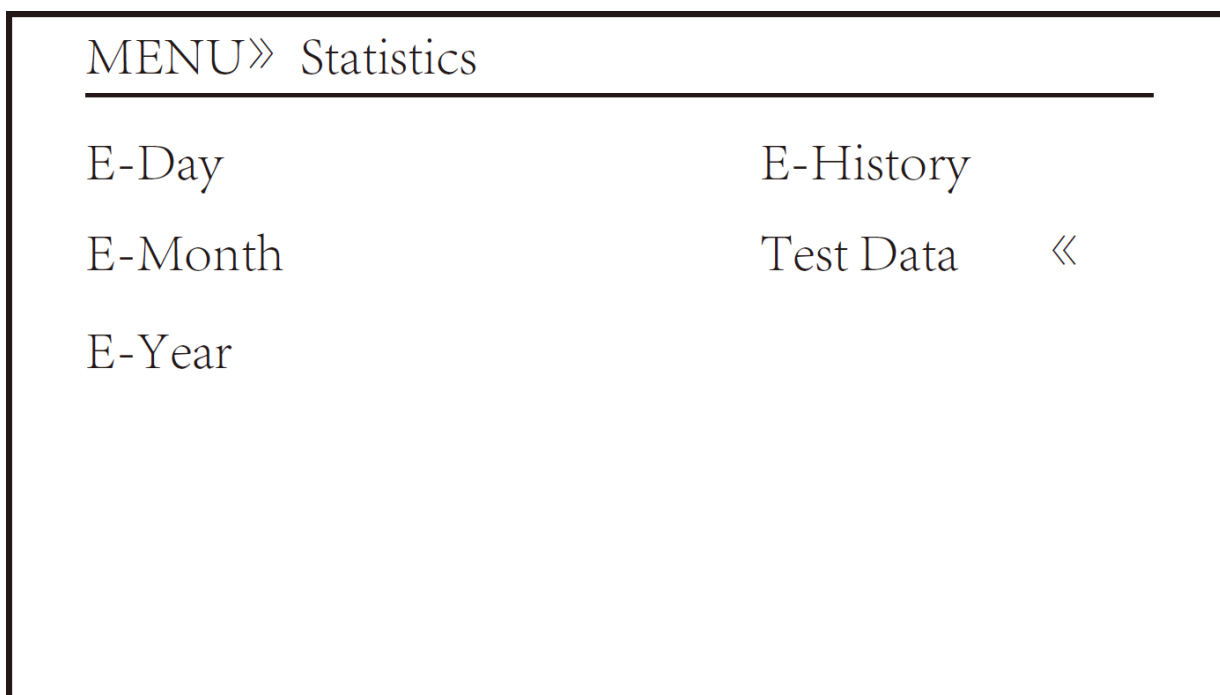 MENU» Statistics
E-Day
E-History
E-Month
Test Data «
E-Year